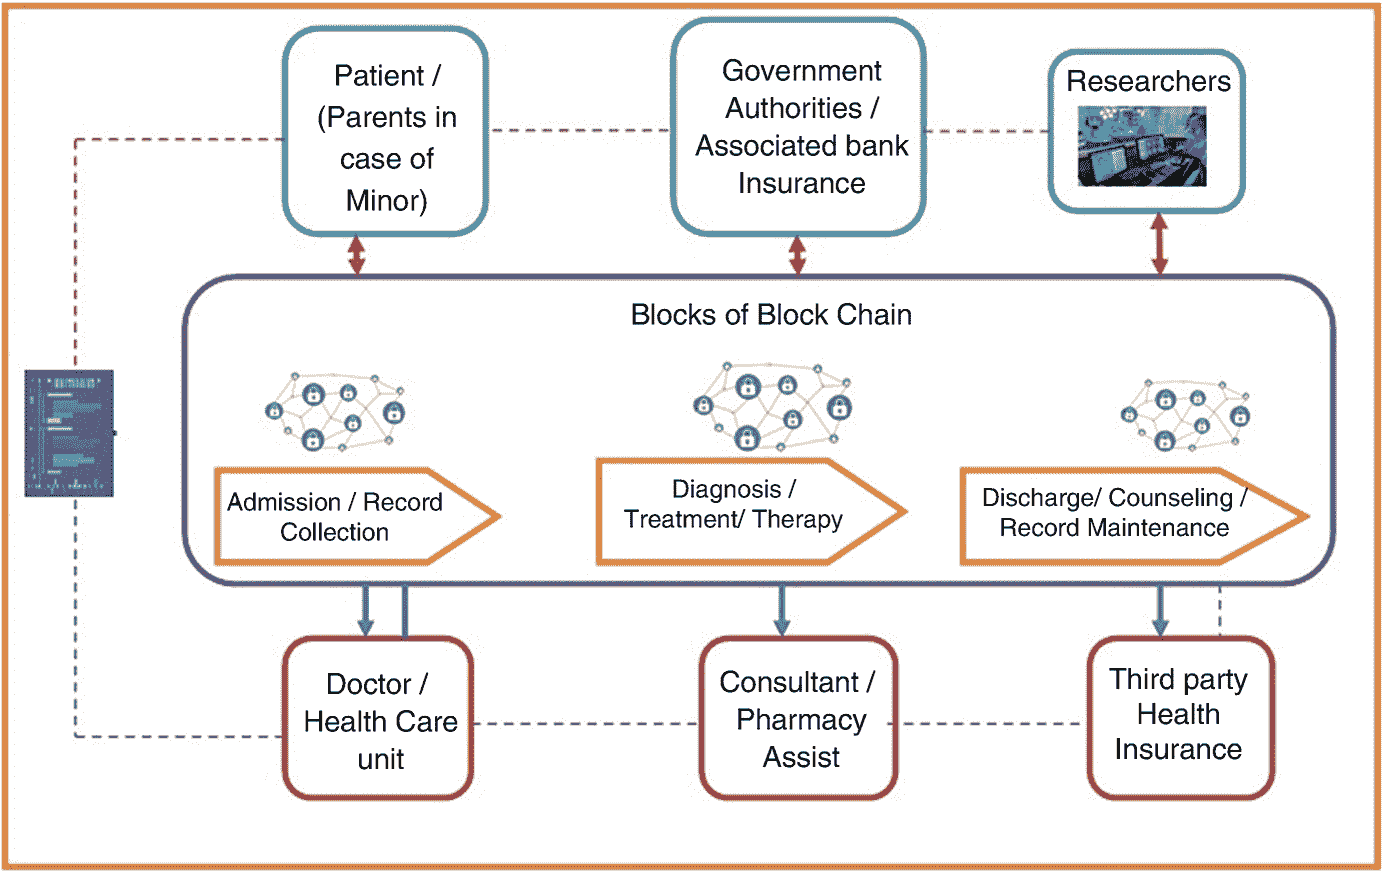 Patient /
(Parents in
case of
Minor)
Government
Authorities /
Associated bank
Insurance
Researchers
Blocks of Block Chain
Admission / Record
Collection
Diagnosis /
Treatment/ Therapy
Discharge/ Counseling /
Record Maintenance
Doctor /
Health Care
unit
Consultant /
Pharmacy
Assist
Third party
Health
Insurance